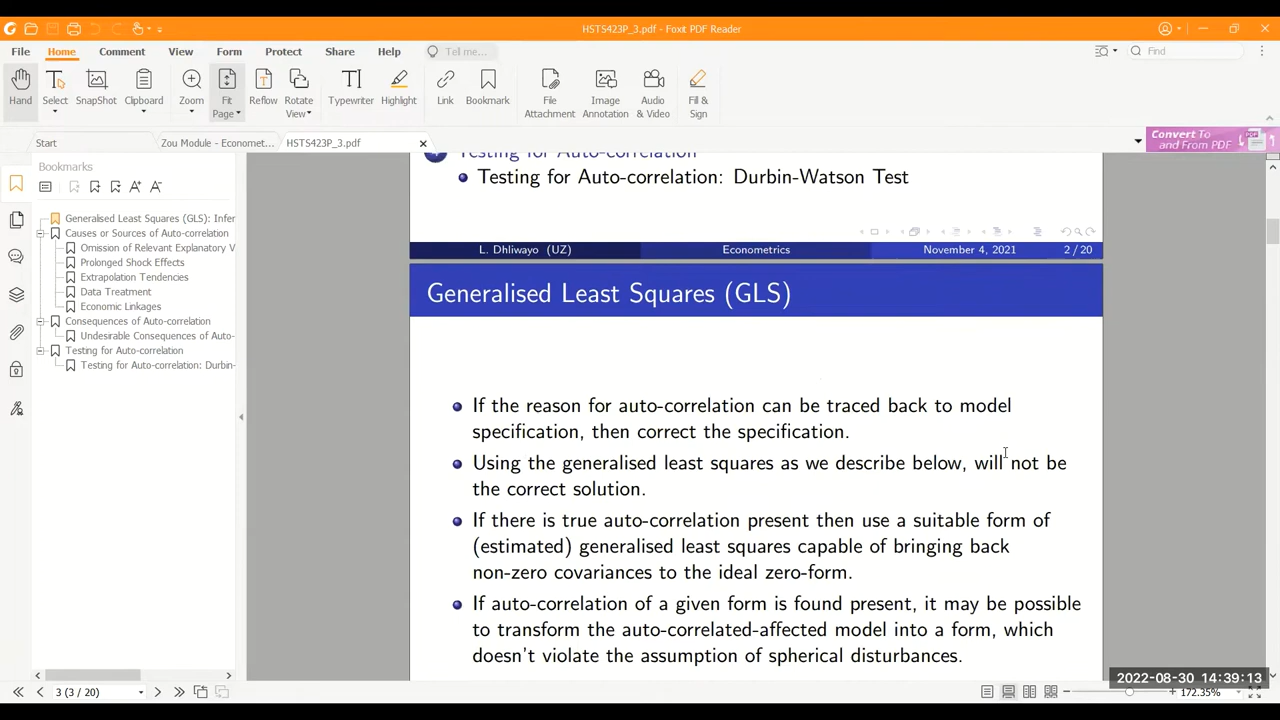 HSTS423P_3.pdf - Foxit PDF Reader
File Home Comment View Form Protect Share Help Tell me... Find
Hand Select SnapShot Clipboard Zoom Fit Page Reflow Rotate View Typewriter Highlight Link Bookmark File Attachment Image Annotation Audio & Video Fill & Sign
Start Zou Module - Economet... HSTS423P_3.pdf Convert To and From PDF
Bookmarks
Generalised Least Squares (GLS): Infer
Causes or Sources of Auto-correlation
Omission of Relevant Explanatory V
Prolonged Shock Effects
Extrapolation Tendencies
Data Treatment
Economic Linkages
Consequences of Auto-correlation
Undesirable Consequences of Auto-
Testing for Auto-correlation
Testing for Auto-correlation: Durbin-
Testing for Auto-correlation
Testing for Auto-correlation: Durbin-Watson Test
L. Dhliwayo (UZ) Econometrics November 4, 2021 2 / 20
Generalised Least Squares (GLS)
If the reason for auto-correlation can be traced back to model
specification, then correct the specification.
Using the generalised least squares as we describe below, will not be
the correct solution.
If there is true auto-correlation present then use a suitable form of
(estimated) generalised least squares capable of bringing back
non-zero covariances to the ideal zero-form.
If auto-correlation of a given form is found present, it may be possible
to transform the auto-correlated-affected model into a form, which
doesn't violate the assumption of spherical disturbances.
2022-08-30 14:39:13
3 (3 / 20) 172.35%